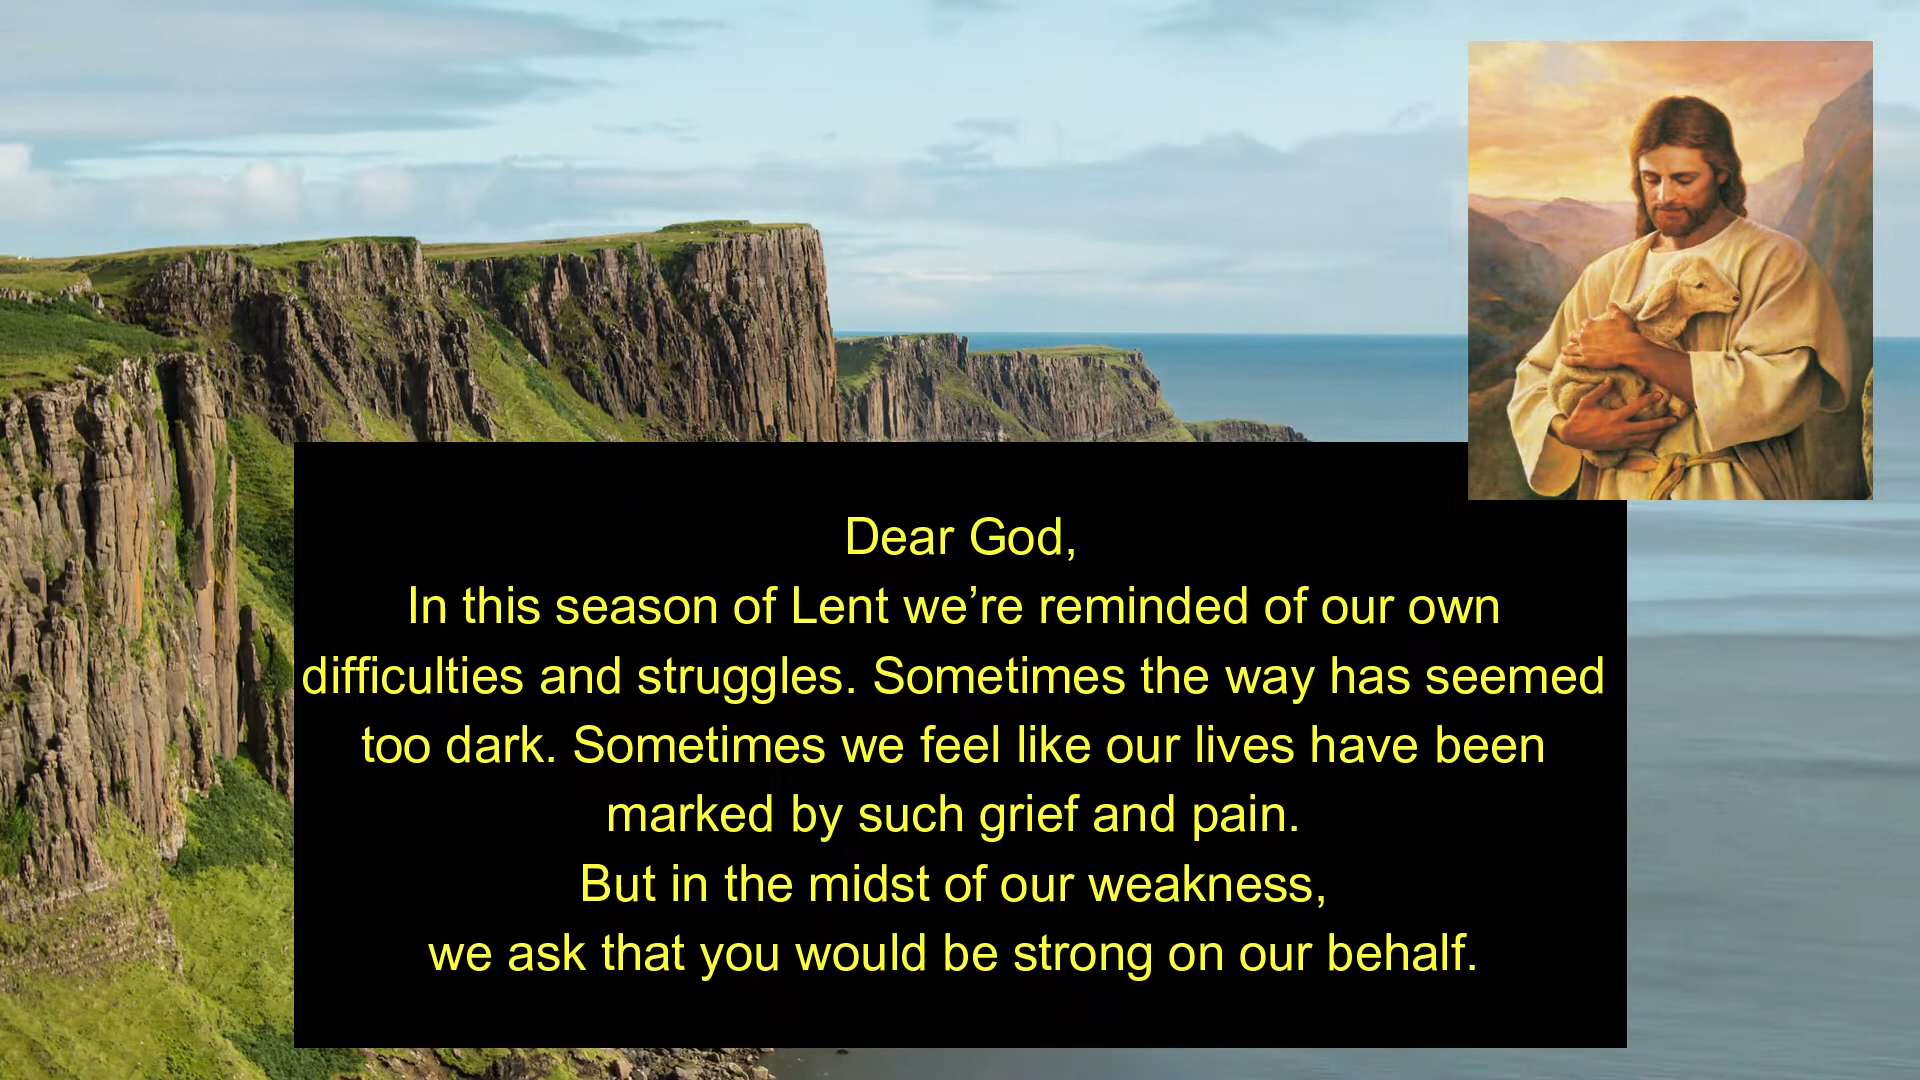 Dear God,
In this season of Lent we’re reminded of our own
difficulties and struggles. Sometimes the way has seemed
too dark. Sometimes we feel like our lives have been
marked by such grief and pain.
But in the midst of our weakness,
we ask that you would be strong on our behalf.